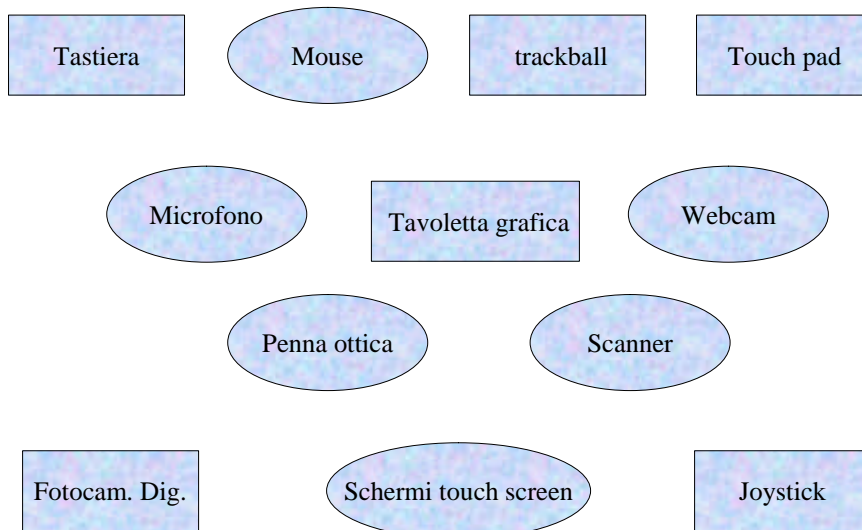 Tastiera
Mouse
trackball
Touch pad
Microfono
Tavoletta grafica
Webcam
Penna ottica
Scanner
Fotocam. Dig.
Schermi touch screen
Joystick